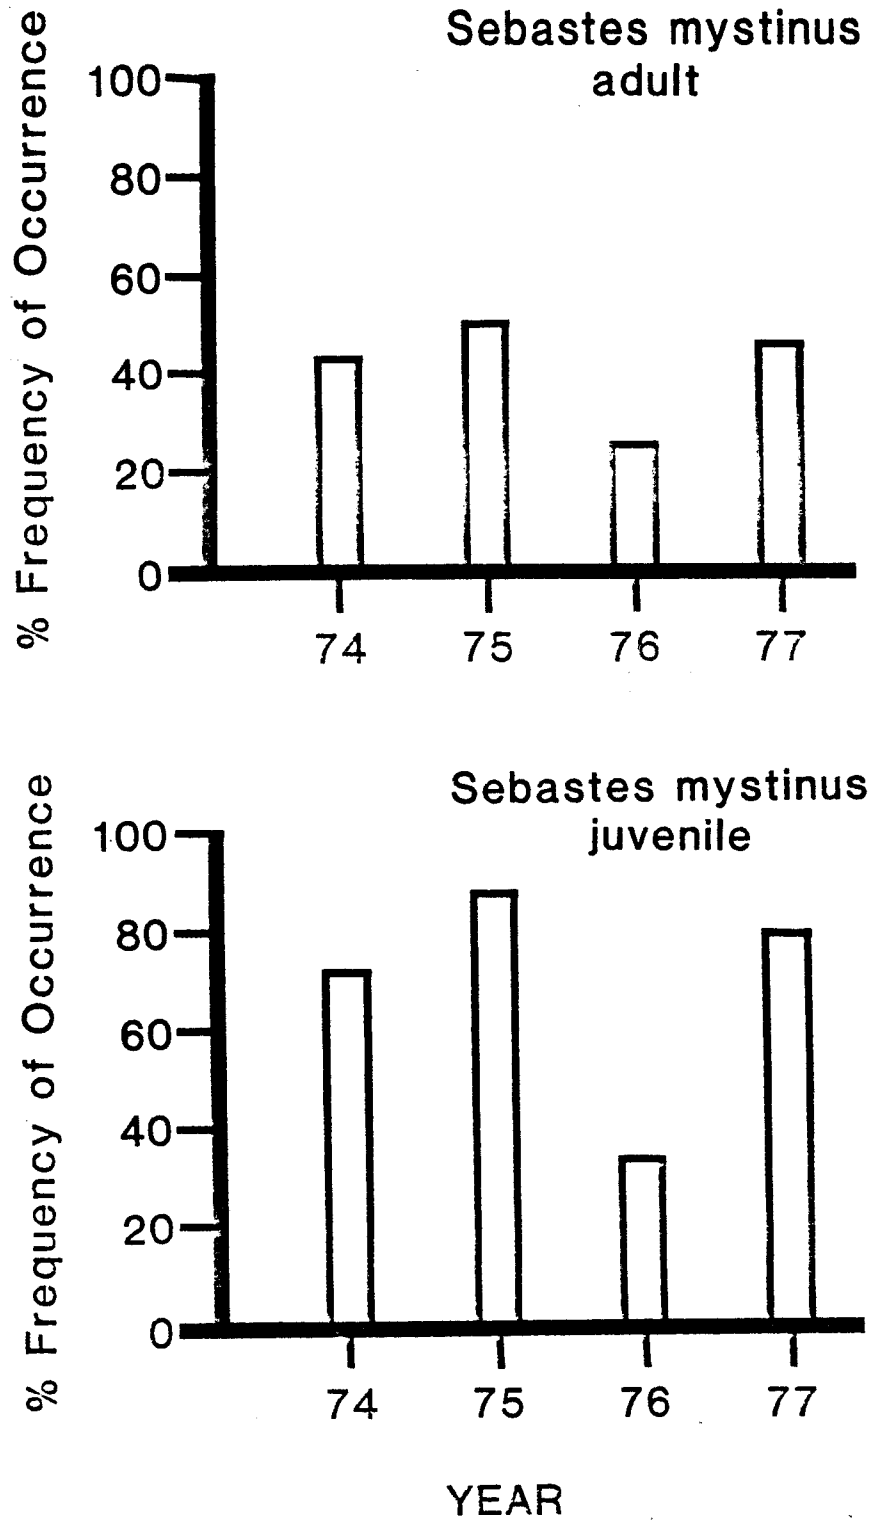 Sebastes mystinus
adult
% Frequency of Occurrence
100
80
60
40
20
0
74 75 76 77
Sebastes mystinus
juvenile
% Frequency of Occurrence
100
80
60
40
20
0
74 75 76 77
YEAR